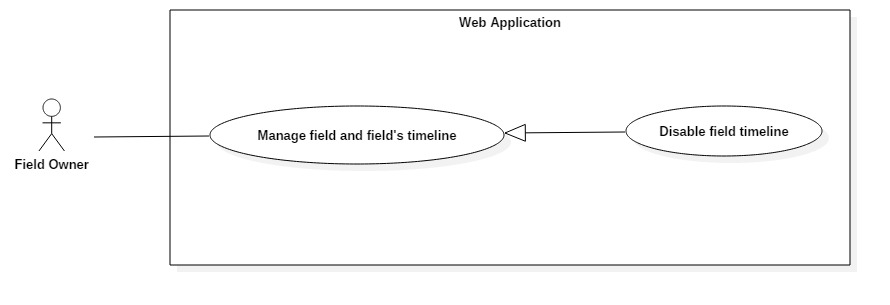 Web Application
Field Owner
Manage field and field's timeline
Disable field timeline